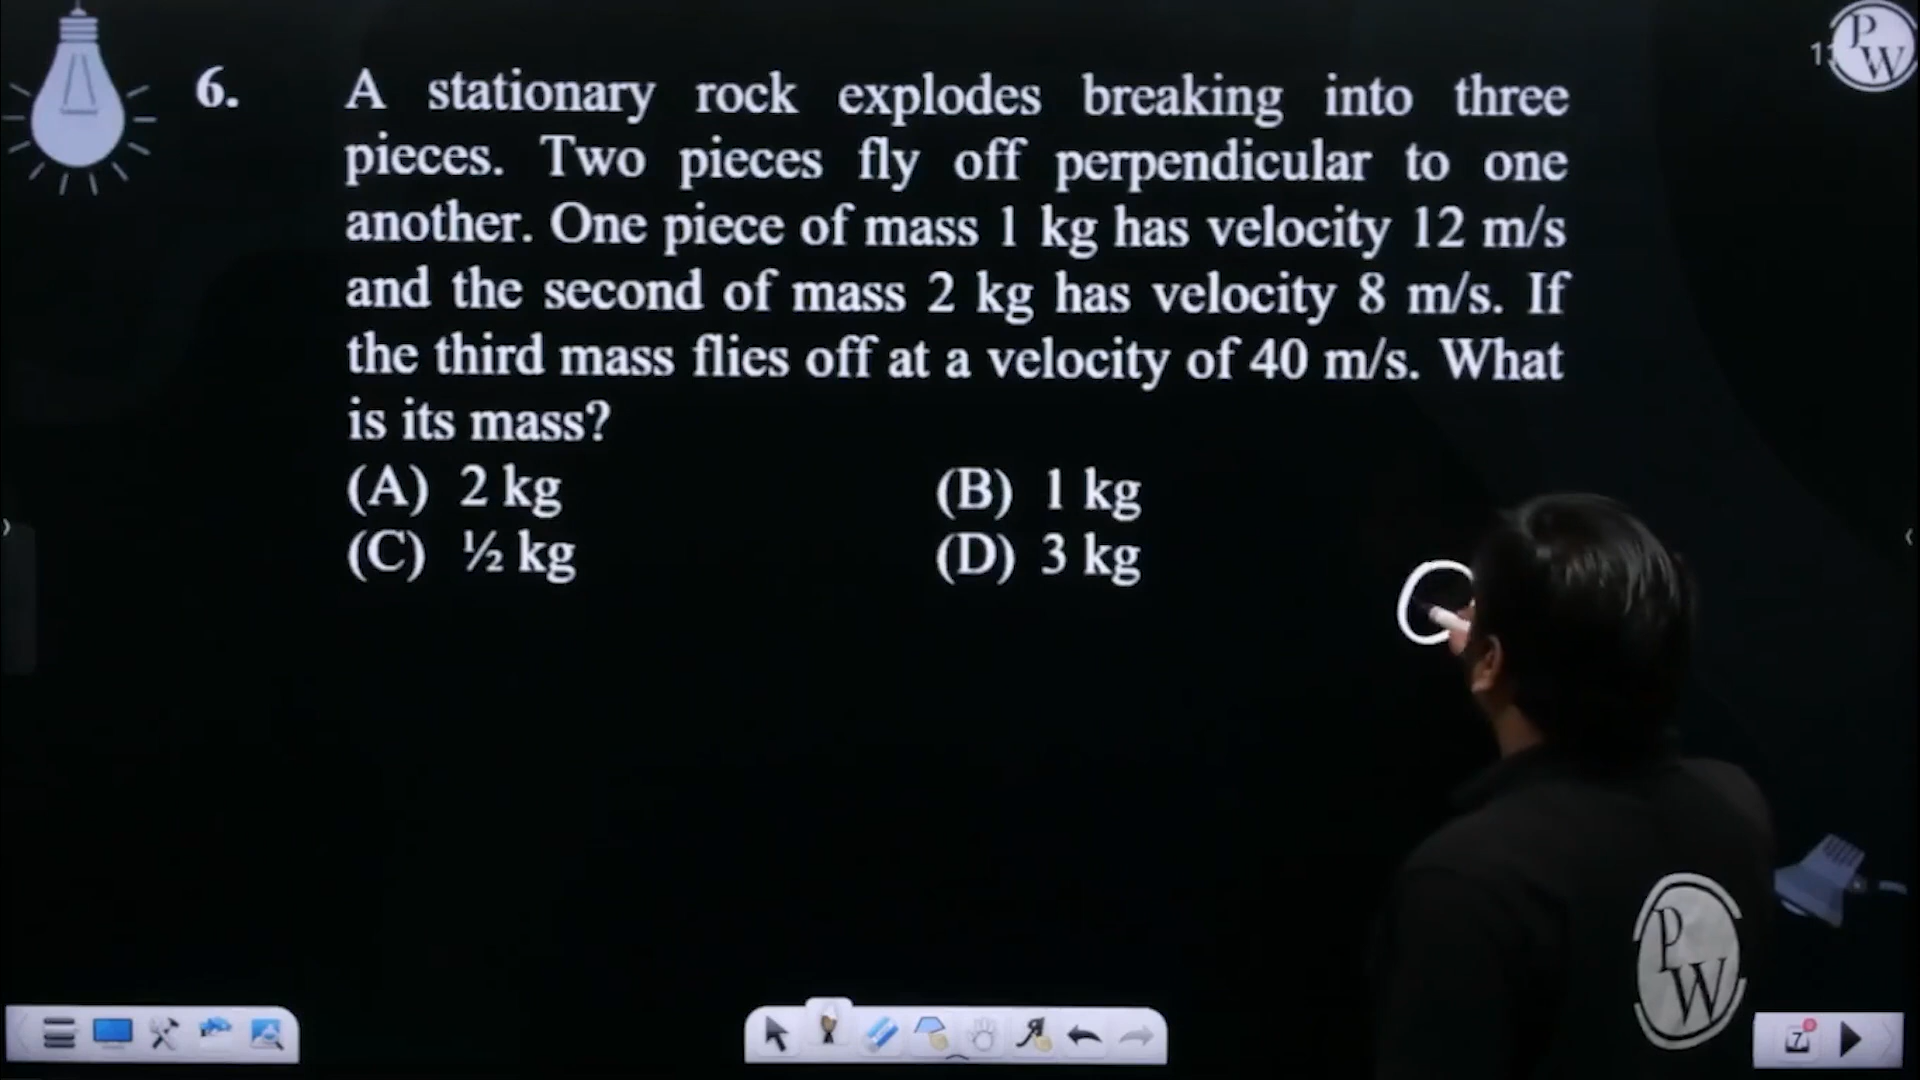 6. A stationary rock explodes breaking into three
pieces. Two pieces fly off perpendicular to one
another. One piece of mass 1 kg has velocity 12 m/s
and the second of mass 2 kg has velocity 8 m/s. If
the third mass flies off at a velocity of 40 m/s. What
is its mass?
(A) 2 kg (B) 1 kg
(C) ½ kg (D) 3 kg
PW
PW
7